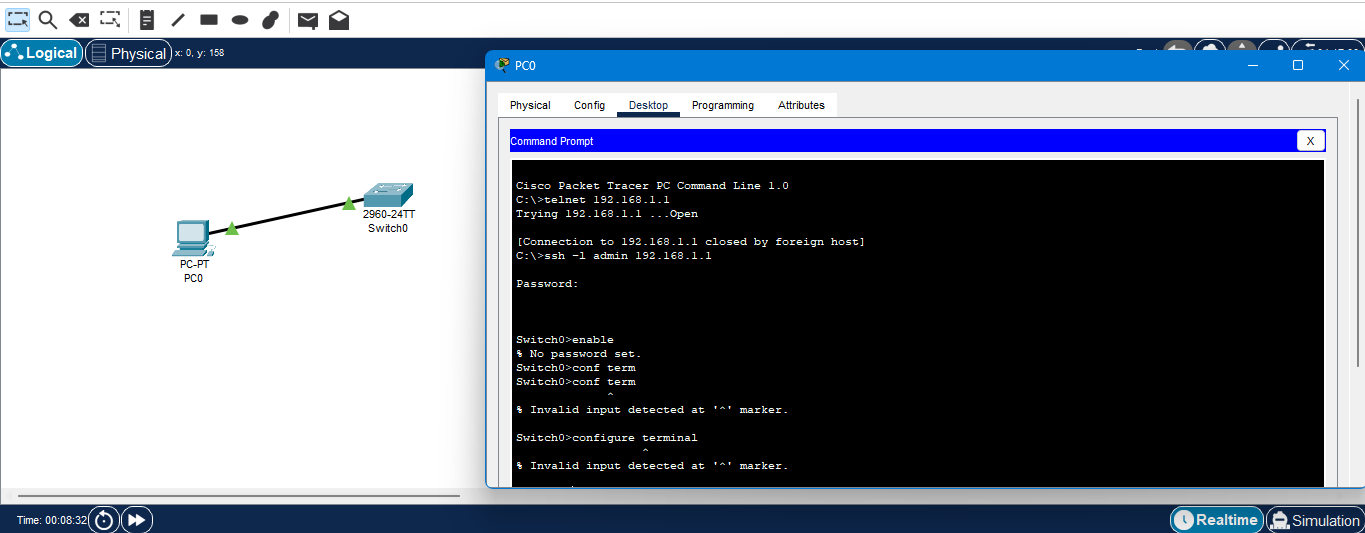 Logical
Physical
x: 0, y: 158
PC0
Physical
Config
Desktop
Programming
Attributes
Command Prompt
X
Cisco Packet Tracer PC Command Line 1.0
C:\>telnet 192.168.1.1
Trying 192.168.1.1 ...Open
[Connection to 192.168.1.1 closed by foreign host]
C:\>ssh -l admin 192.168.1.1
Password:
Switch0>enable
% No password set.
Switch0>conf term
Switch0>conf term
^
% Invalid input detected at '^' marker.
Switch0>configure terminal
^
% Invalid input detected at '^' marker.
2960-24TT
Switch0
PC-PT
PC0
Time: 00:08:32
Realtime
Simulation